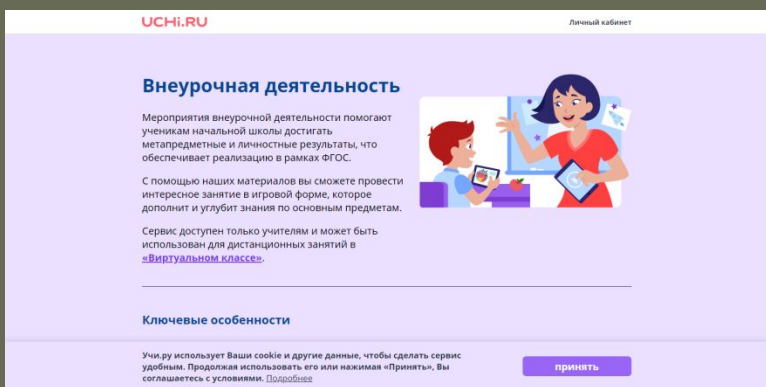 UCHi.RU
Личный кабинет
Внеурочная деятельность
Мероприятия внеурочной деятельности помогают
ученикам начальной школы достигать
метапредметные и личностные результаты, что
обеспечивает реализацию в рамках ФГОС.
С помощью наших материалов вы сможете провести
интересное занятие в игровой форме, которое
дополнит и углубит знания по основным предметам.
Сервис доступен только учителям и может быть
использован для дистанционных занятий в
«Виртуальном классе».
Ключевые особенности
Учи.ру использует Ваши cookie и другие данные, чтобы сделать сервис
удобным. Продолжая использовать его или нажимая «Принять», Вы
соглашаетесь с условиями. Подробнее
принять